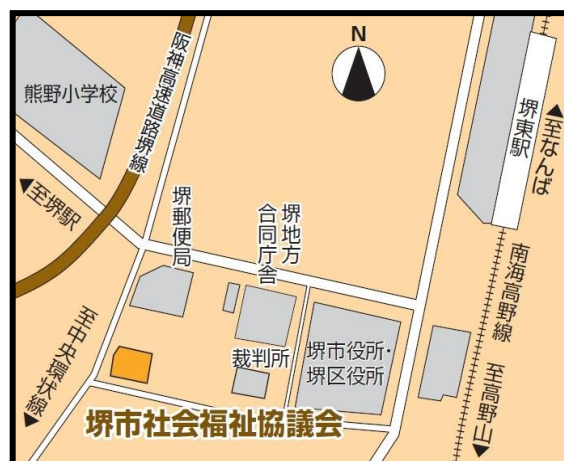 N
熊野小学校
阪神高速道路堺線
堺東駅
▲至なんば
◀至堺駅
堺郵便局
堺地方
合同庁舎
南海高野線
至高野山▶
◀至中央環状線
裁判所
堺市役所・
堺区役所
堺市社会福祉協議会